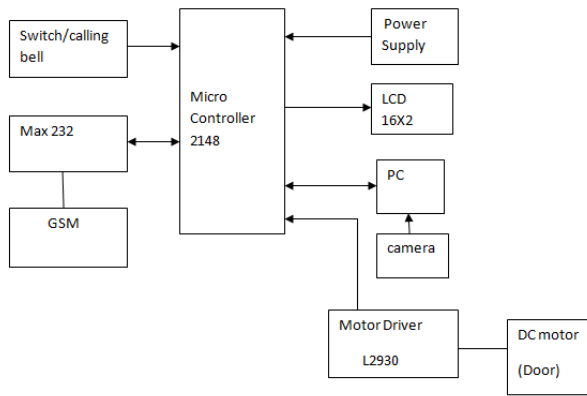 Switch/calling
bell
Power
Supply
Micro
Controller
2148
LCD
16X2
Max 232
PC
GSM
camera
Motor Driver
L2930
DC motor
(Door)